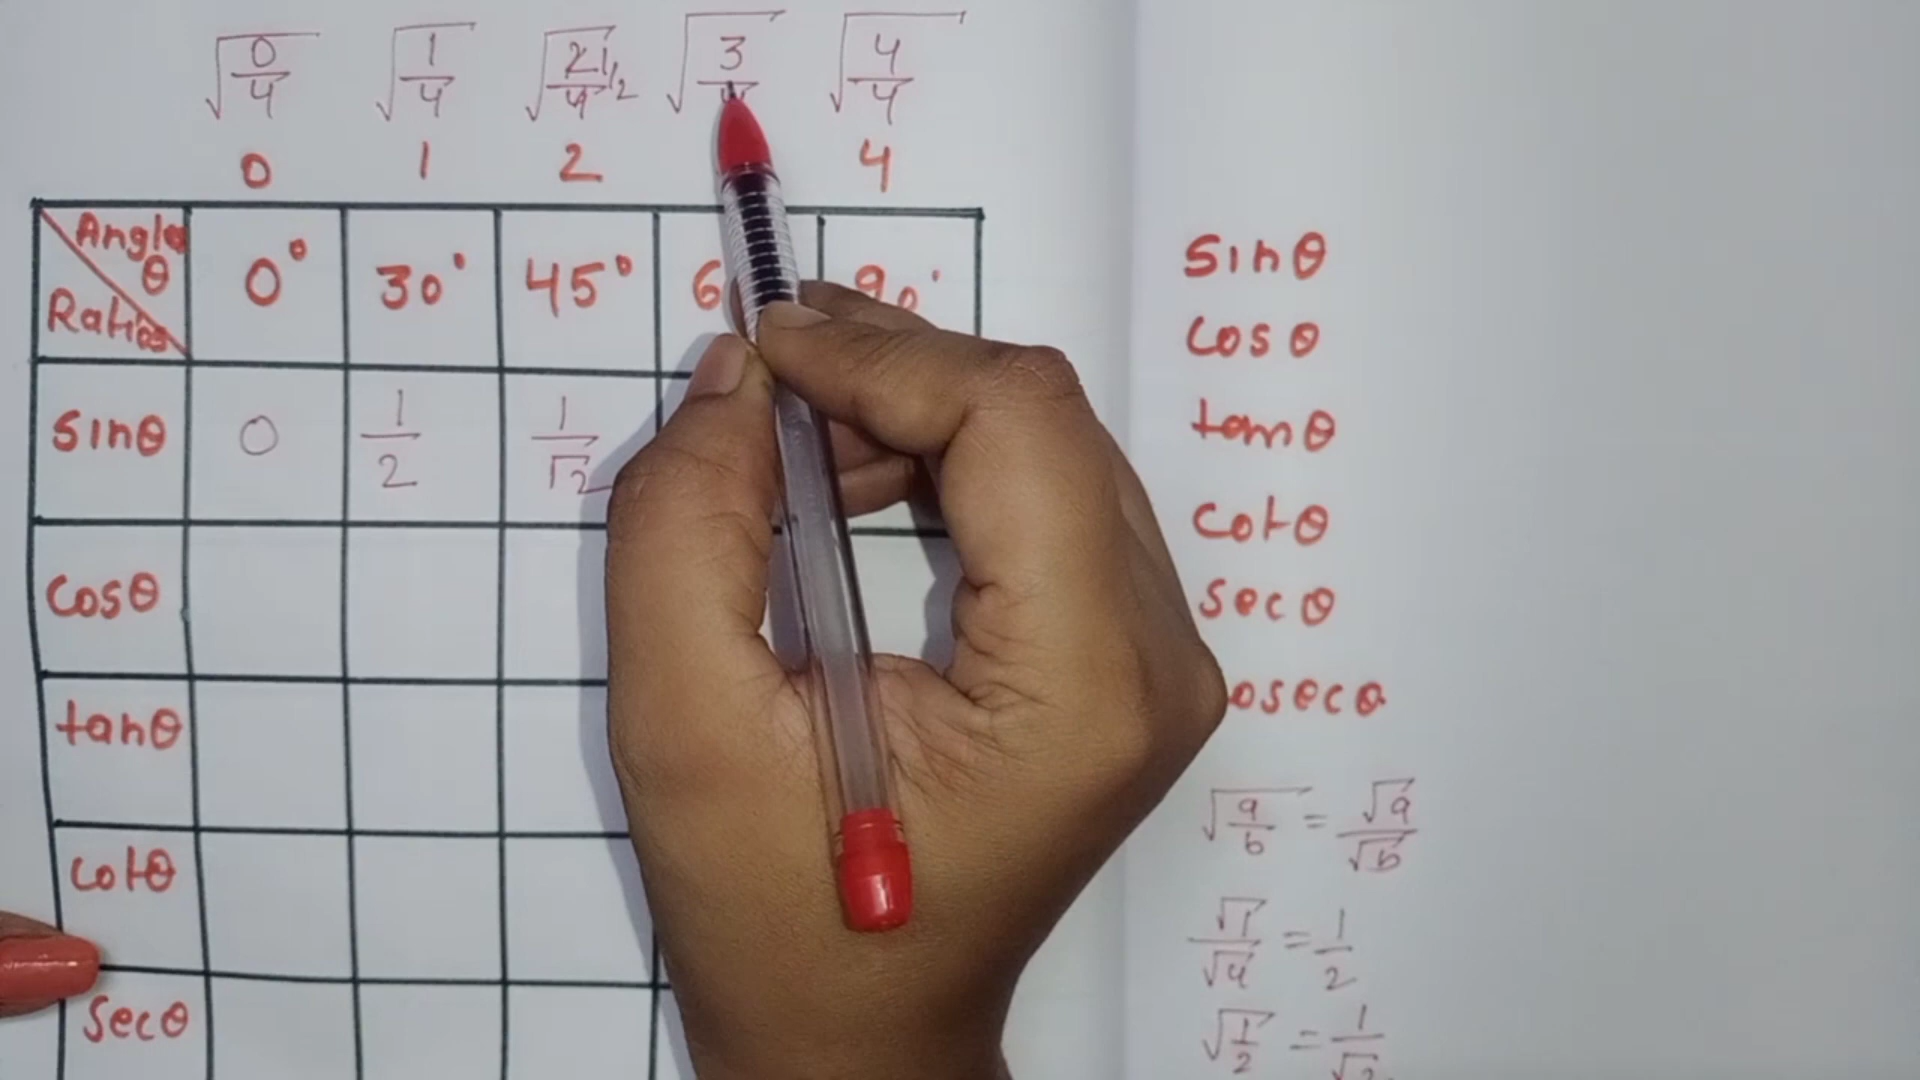 √0/4 √1/4 √2/4 1/2 √3/4 √4/4
0 1 2 4
Angle θ 0° 30° 45° 6 90°
Ratios
sinθ 0 1/2 1/√2
cosθ
tanθ
cotθ
secθ
sinθ
cosθ
tanθ
cotθ
secθ
osecθ
√a/b = √a/√b
√1/√4 = 1/2
√1/2 = 1/√2